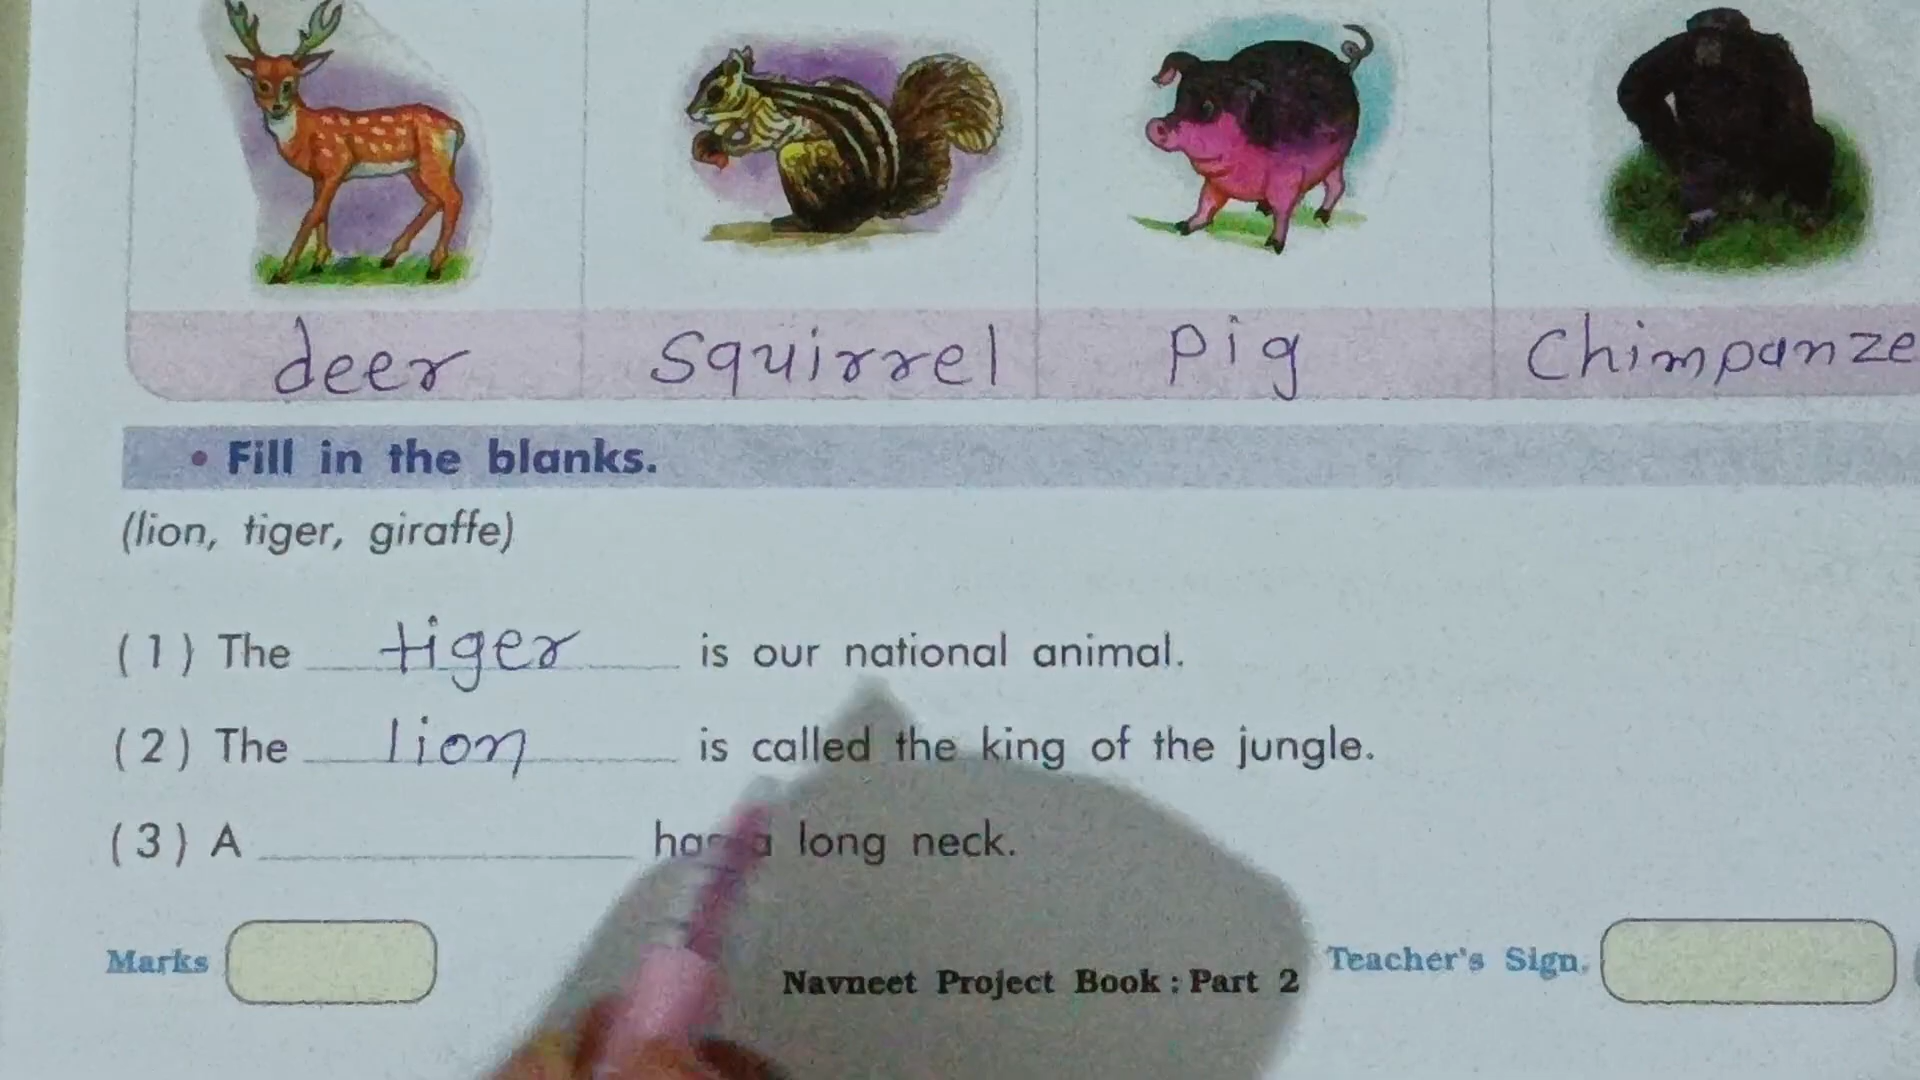 deer squirrel pig Chimpanze
• Fill in the blanks.
(lion, tiger, giraffe)
(1) The tiger is our national animal.
(2) The lion is called the king of the jungle.
(3) A ____________ has a long neck.
Marks Navneet Project Book : Part 2 Teacher's Sign.